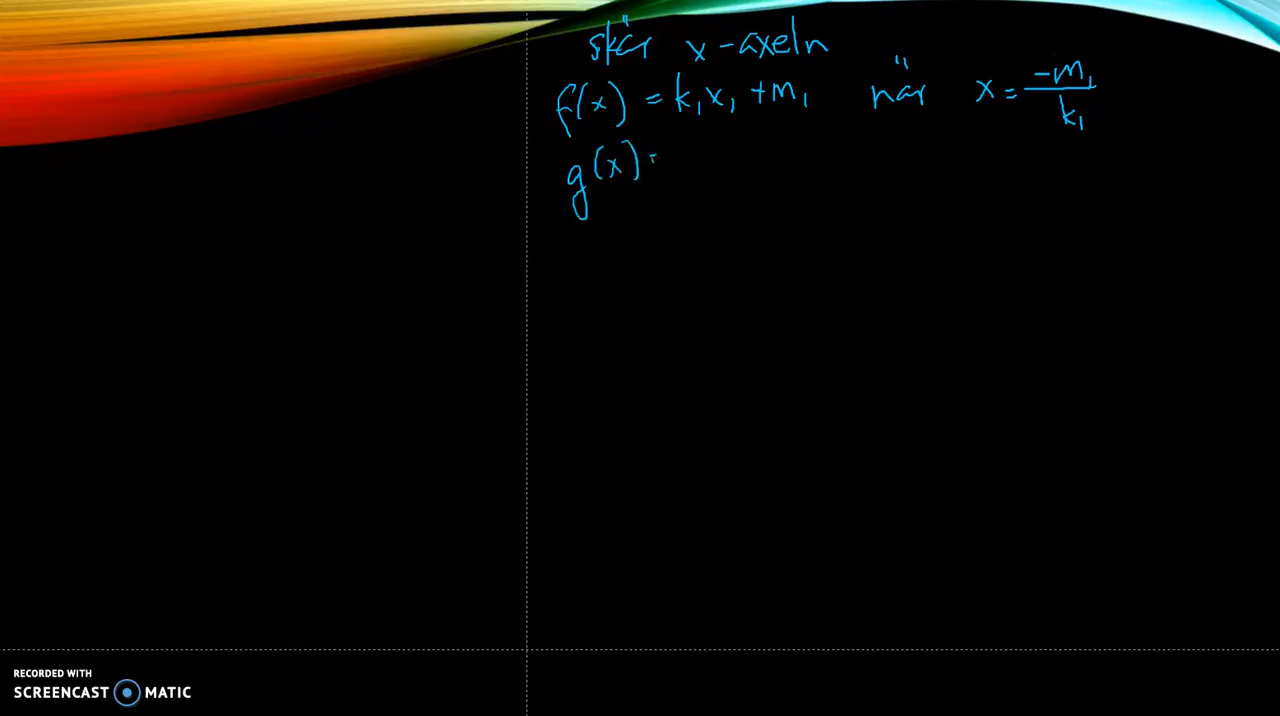 skär x-axeln
f(x) = k₁x₁ + m₁ när x = -m₁/k₁
g(x) =
RECORDED WITH
SCREENCAST MATIC